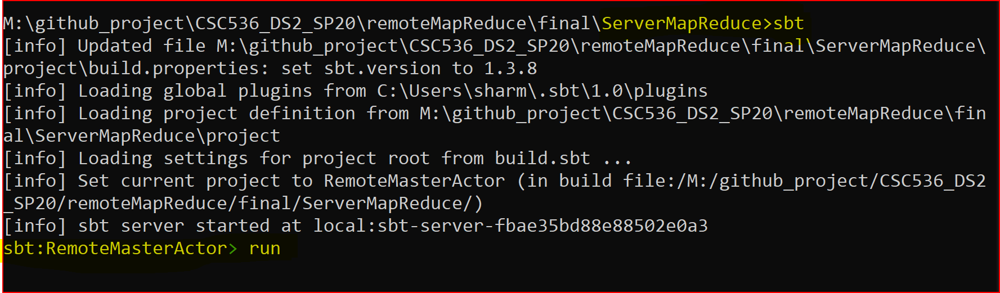 M:\github_project\CSC536_DS2_SP20\remoteMapReduce\final\ServerMapReduce>sbt
[info] Updated file M:\github_project\CSC536_DS2_SP20\remoteMapReduce\final\ServerMapReduce\
project\build.properties: set sbt.version to 1.3.8
[info] Loading global plugins from C:\Users\sharm\.sbt\1.0\plugins
[info] Loading project definition from M:\github_project\CSC536_DS2_SP20\remoteMapReduce\fin
al\ServerMapReduce\project
[info] Loading settings for project root from build.sbt ...
[info] Set current project to RemoteMasterActor (in build file:/M:/github_project/CSC536_DS2
_SP20/remoteMapReduce/final/ServerMapReduce/)
[info] sbt server started at local:sbt-server-fbae35bd88e88502e0a3
sbt:RemoteMasterActor> run